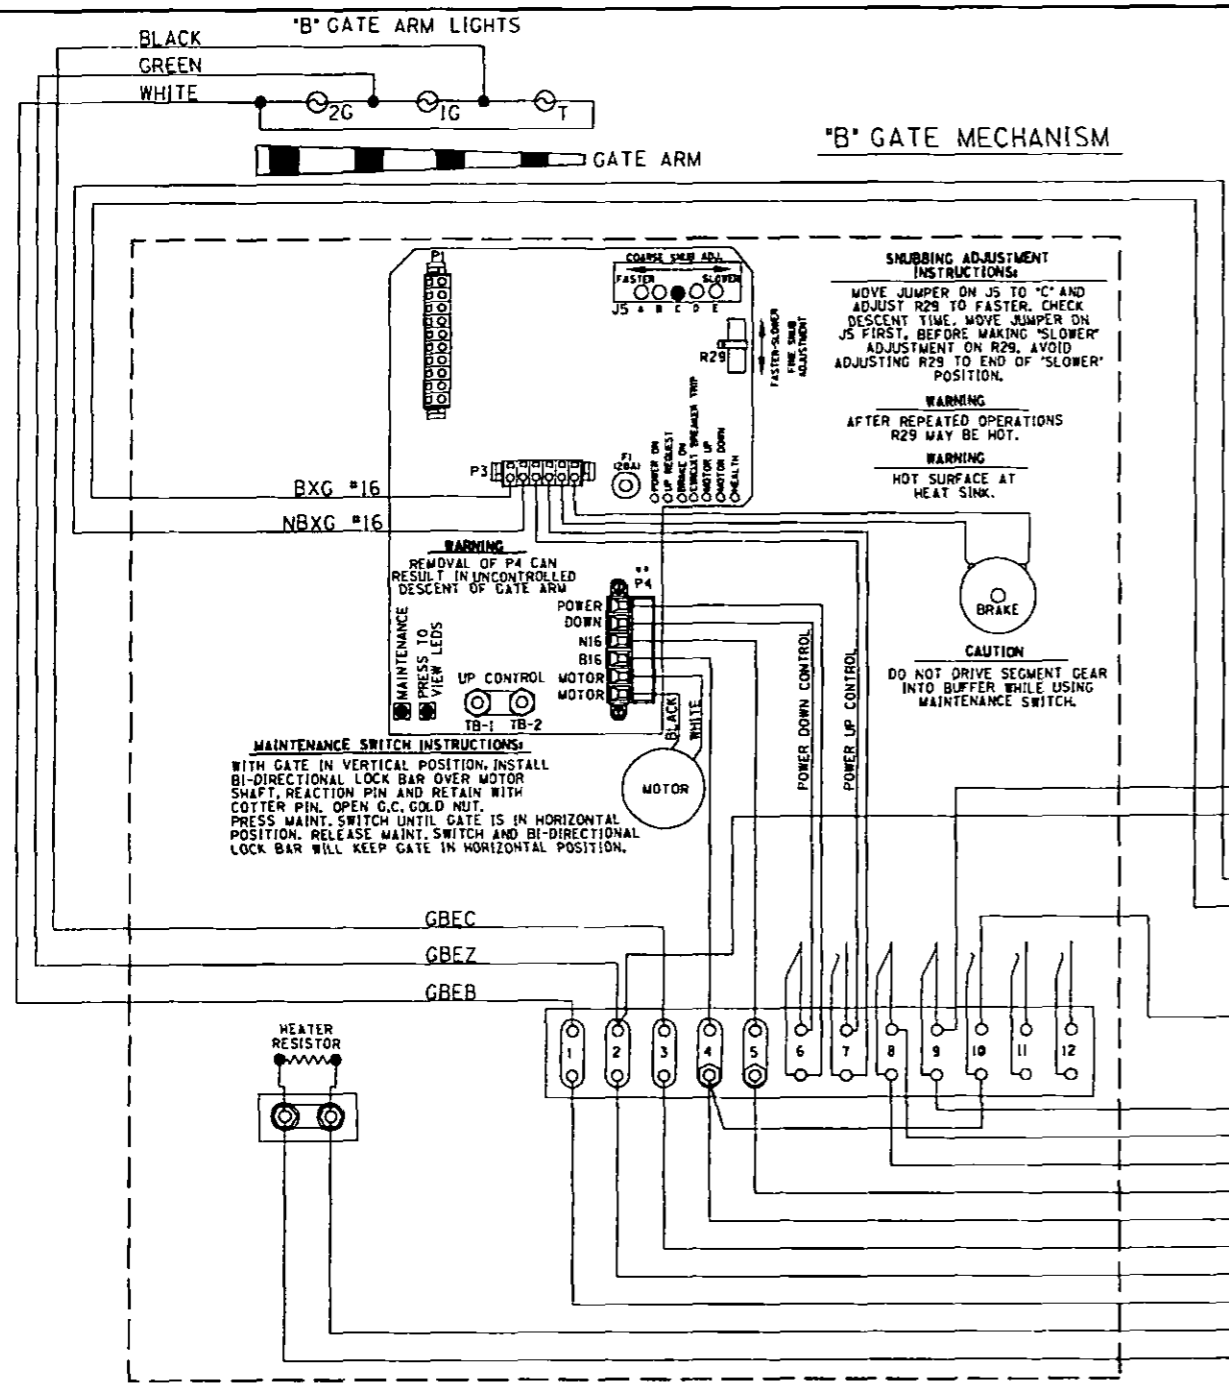 "B" GATE ARM LIGHTS
BLACK
GREEN
WHITE
2G
1G
T
GATE ARM
"B" GATE MECHANISM
P1
COARSE SNUB ADJ.
FASTER
SLOWER
J5 A B C D E
R29
FASTER-SLOWER
FINE SNUB
ADJUSTMENT
SNUBBING ADJUSTMENT
INSTRUCTIONS:
MOVE JUMPER ON J5 TO "C" AND
ADJUST R29 TO FASTER. CHECK
DESCENT TIME. MOVE JUMPER ON
J5 FIRST, BEFORE MAKING "SLOWER"
ADJUSTMENT ON R29. AVOID
ADJUSTING R29 TO END OF "SLOWER"
POSITION.
WARNING
AFTER REPEATED OPERATIONS
R29 MAY BE HOT.
WARNING
HOT SURFACE AT
HEAT SINK.
P3
F1
(20A)
POWER ON
UP REQUEST
BRAKE ON
CIRCUIT BREAKER TRIP
MOTOR UP
MOTOR DOWN
HEALTH
BXG #16
NBXG #16
WARNING
REMOVAL OF P4 CAN
RESULT IN UNCONTROLLED
DESCENT OF GATE ARM
**
P4
POWER
DOWN
N16
B16
MOTOR
MOTOR
MAINTENANCE
PRESS TO
VIEW LEDS
UP CONTROL
TB-1
TB-2
BLACK
WHITE
MOTOR
POWER DOWN CONTROL
POWER UP CONTROL
BRAKE
CAUTION
DO NOT DRIVE SEGMENT GEAR
INTO BUFFER WHILE USING
MAINTENANCE SWITCH.
MAINTENANCE SWITCH INSTRUCTIONS:
WITH GATE IN VERTICAL POSITION, INSTALL
BI-DIRECTIONAL LOCK BAR OVER MOTOR
SHAFT, REACTION PIN AND RETAIN WITH
COTTER PIN. OPEN G.C. GOLD NUT.
PRESS MAINT. SWITCH UNTIL GATE IS IN HORIZONTAL
POSITION. RELEASE MAINT. SWITCH AND BI-DIRECTIONAL
LOCK BAR WILL KEEP GATE IN HORIZONTAL POSITION.
GBEC
GBEZ
GBEB
HEATER
RESISTOR
1 2 3 4 5 6 7 8 9 10 11 12